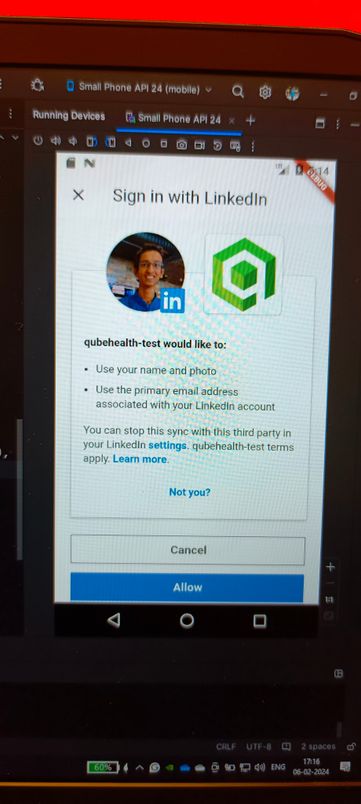 Small Phone API 24 (mobile)
Running Devices
Small Phone API 24
Sign in with LinkedIn
in
qubehealth-test would like to:
• Use your name and photo
• Use the primary email address
associated with your LinkedIn account
You can stop this sync with this third party in
your LinkedIn settings. qubehealth-test terms
apply. Learn more.
Not you?
Cancel
Allow
1:1
CRLF UTF-8 2 spaces
60% ENG 17:16
06-02-2024